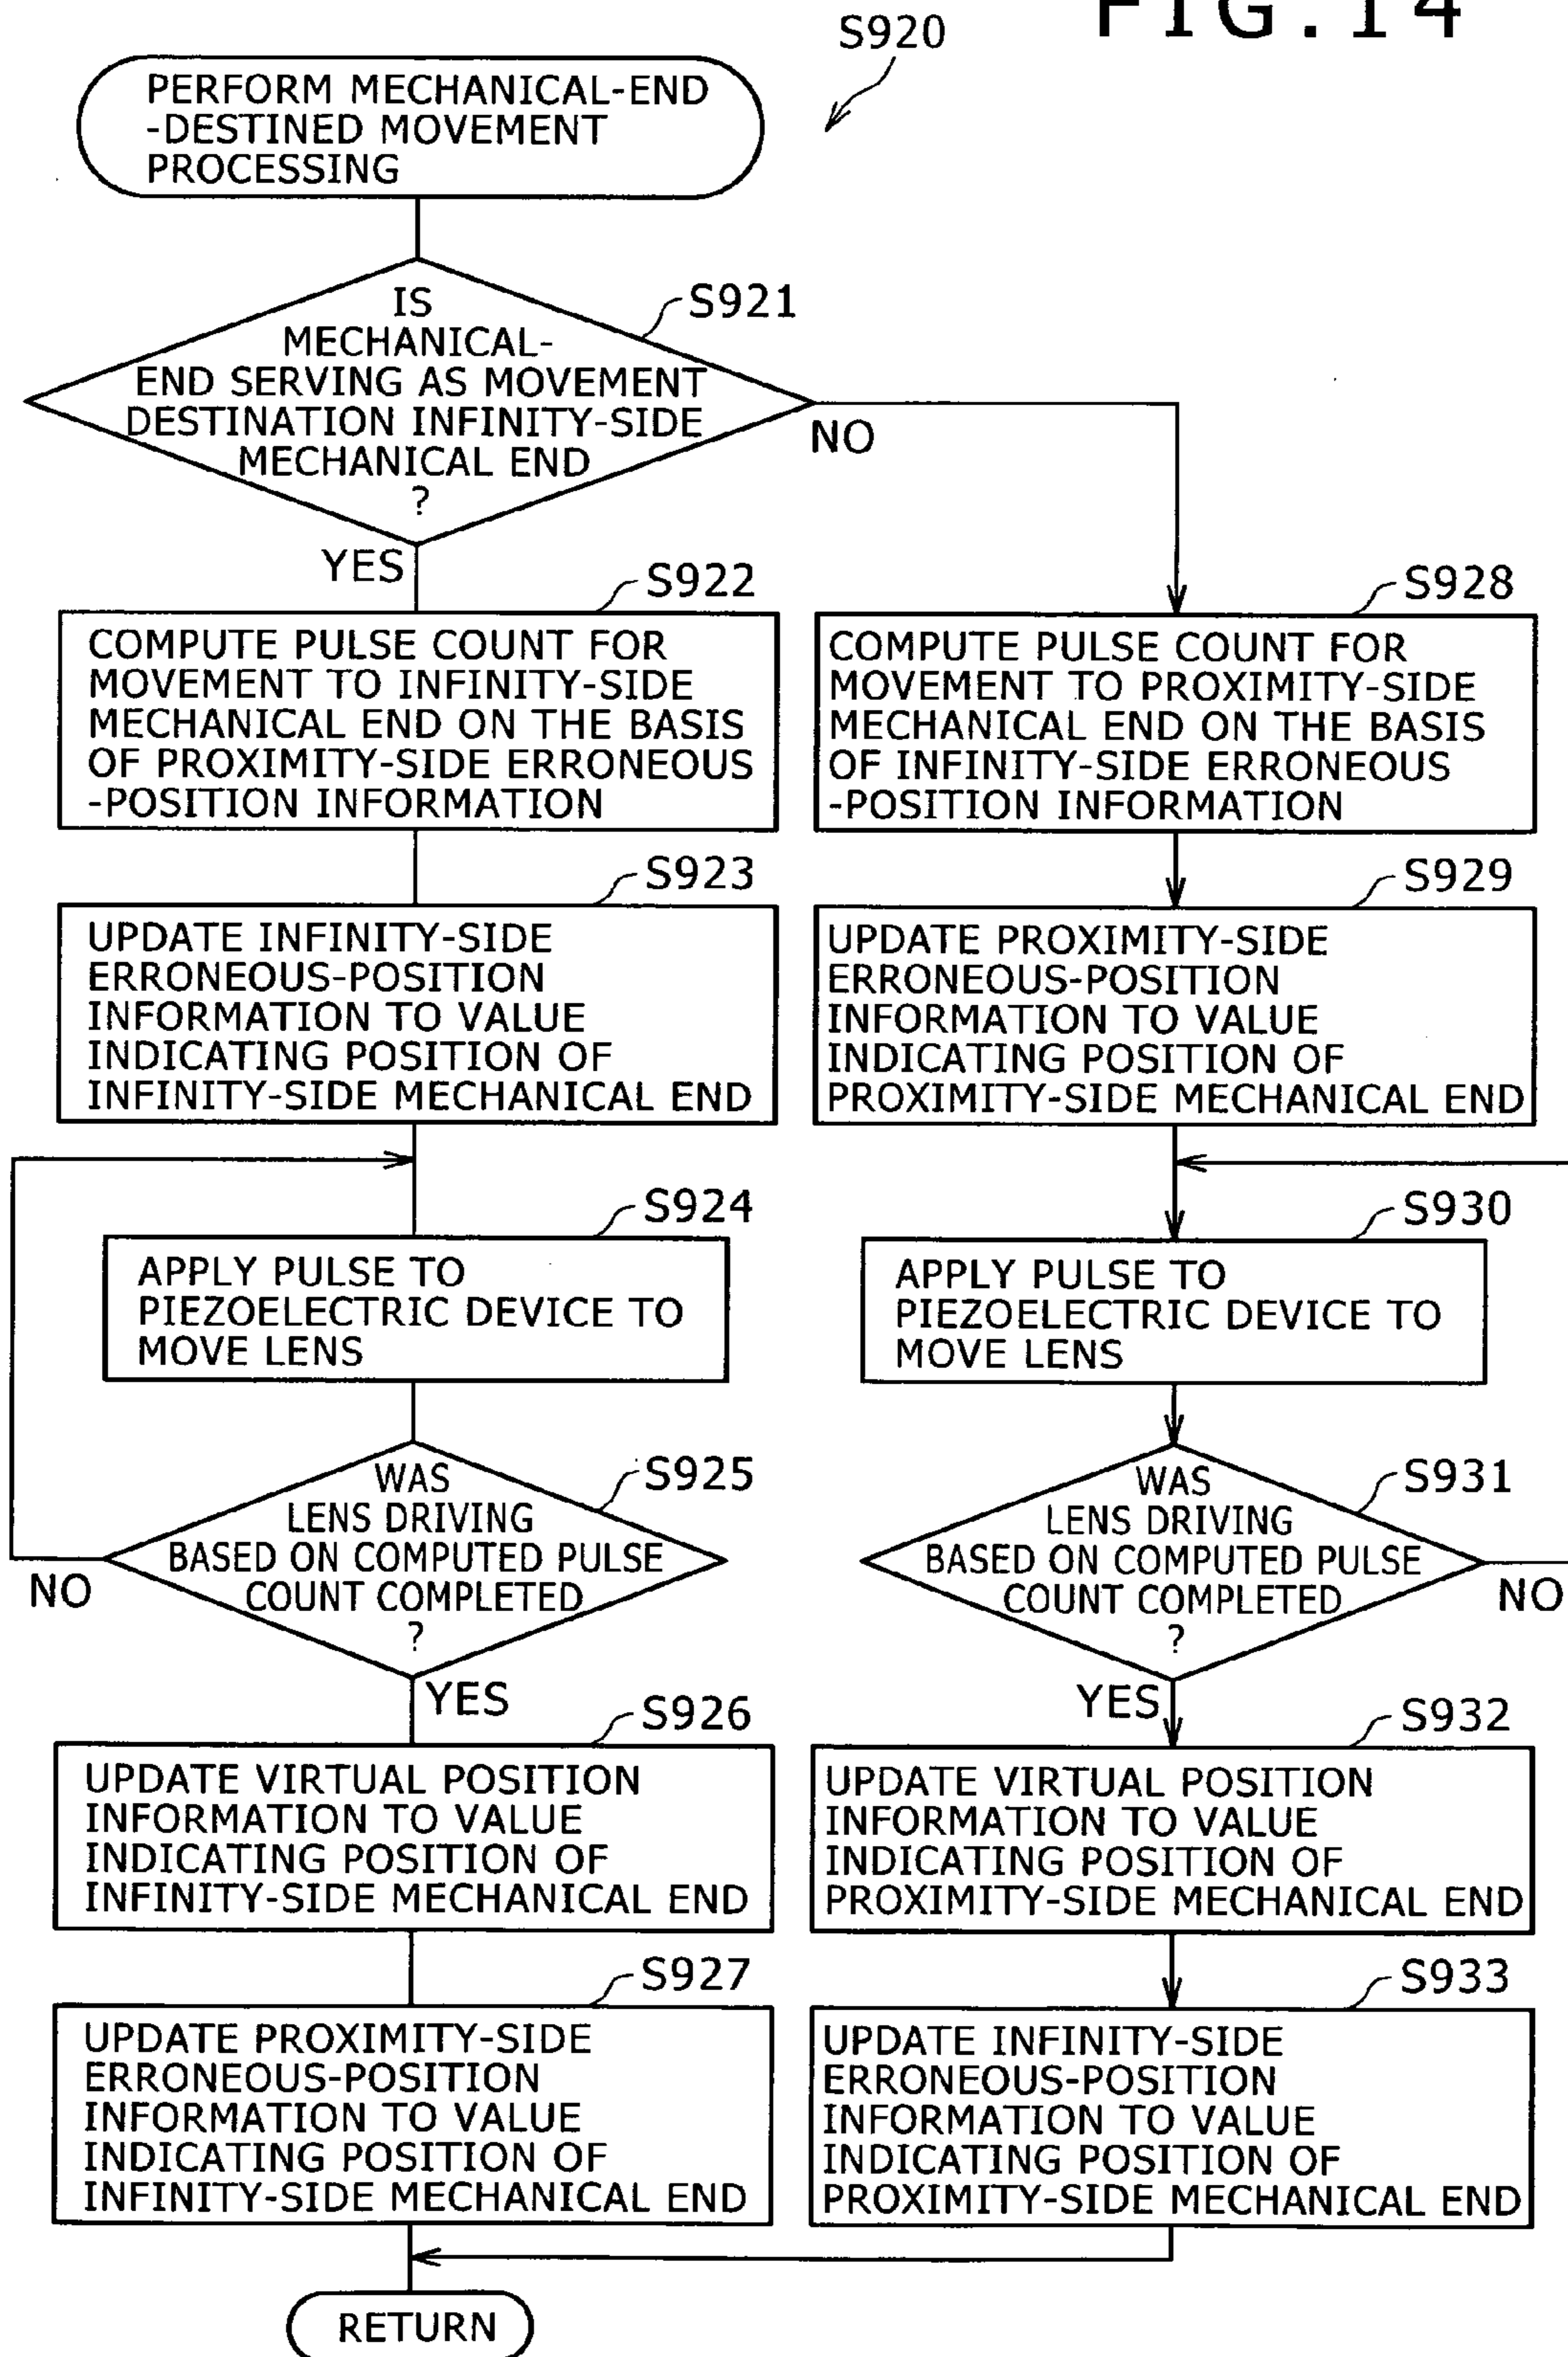 FIG.14
S920
PERFORM MECHANICAL-END
-DESTINED MOVEMENT
PROCESSING
S921
IS
MECHANICAL-
END SERVING AS MOVEMENT
DESTINATION INFINITY-SIDE
MECHANICAL END
?
NO
YES
S922
COMPUTE PULSE COUNT FOR
MOVEMENT TO INFINITY-SIDE
MECHANICAL END ON THE BASIS
OF PROXIMITY-SIDE ERRONEOUS
-POSITION INFORMATION
S923
UPDATE INFINITY-SIDE
ERRONEOUS-POSITION
INFORMATION TO VALUE
INDICATING POSITION OF
INFINITY-SIDE MECHANICAL END
S924
APPLY PULSE TO
PIEZOELECTRIC DEVICE TO
MOVE LENS
S925
WAS
LENS DRIVING
BASED ON COMPUTED PULSE
COUNT COMPLETED
?
NO
YES
S926
UPDATE VIRTUAL POSITION
INFORMATION TO VALUE
INDICATING POSITION OF
INFINITY-SIDE MECHANICAL END
S927
UPDATE PROXIMITY-SIDE
ERRONEOUS-POSITION
INFORMATION TO VALUE
INDICATING POSITION OF
INFINITY-SIDE MECHANICAL END
S928
COMPUTE PULSE COUNT FOR
MOVEMENT TO PROXIMITY-SIDE
MECHANICAL END ON THE BASIS
OF INFINITY-SIDE ERRONEOUS
-POSITION INFORMATION
S929
UPDATE PROXIMITY-SIDE
ERRONEOUS-POSITION
INFORMATION TO VALUE
INDICATING POSITION OF
PROXIMITY-SIDE MECHANICAL END
S930
APPLY PULSE TO
PIEZOELECTRIC DEVICE TO
MOVE LENS
S931
WAS
LENS DRIVING
BASED ON COMPUTED PULSE
COUNT COMPLETED
?
NO
YES
S932
UPDATE VIRTUAL POSITION
INFORMATION TO VALUE
INDICATING POSITION OF
PROXIMITY-SIDE MECHANICAL END
S933
UPDATE INFINITY-SIDE
ERRONEOUS-POSITION
INFORMATION TO VALUE
INDICATING POSITION OF
PROXIMITY-SIDE MECHANICAL END
RETURN